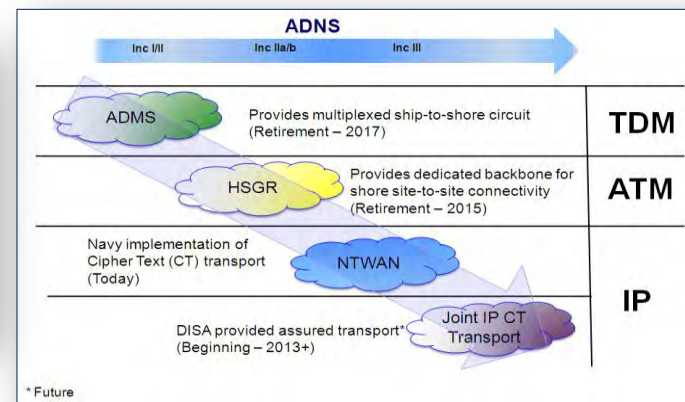 ADNS
Inc I/II Inc IIa/b Inc III
ADMS
Provides multiplexed ship-to-shore circuit
(Retirement – 2017)
TDM
HSGR
Provides dedicated backbone for
shore site-to-site connectivity
(Retirement – 2015)
ATM
Navy implementation of
Cipher Text (CT) transport
(Today)
NTWAN
IP
DISA provided assured transport*
(Beginning – 2013+)
Joint IP CT
Transport
* Future